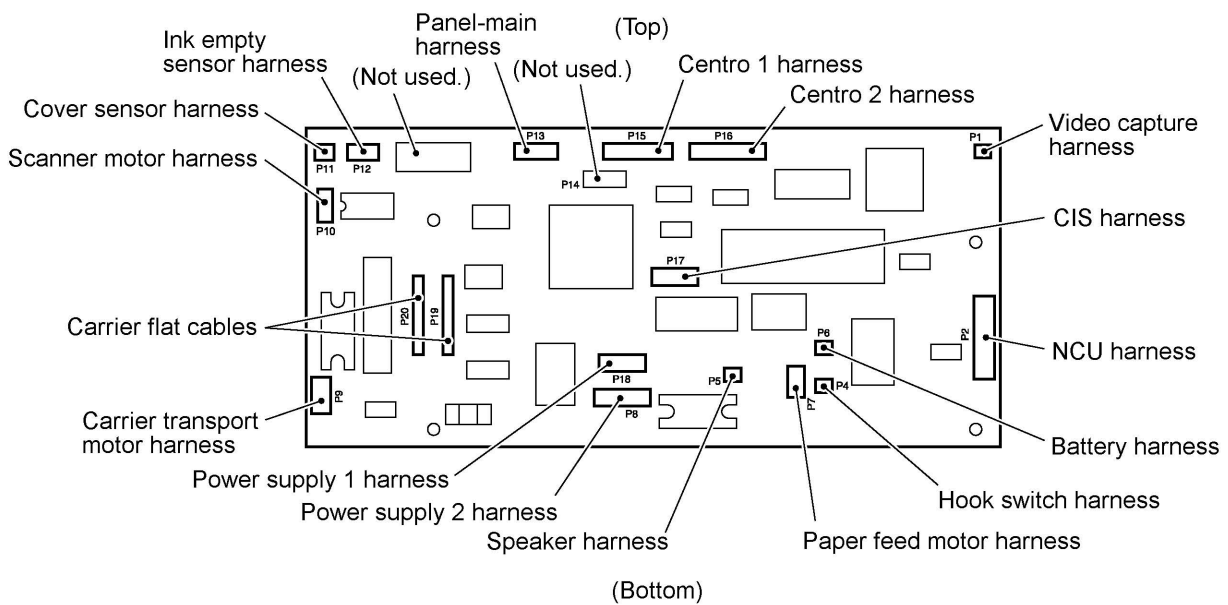 Panel-main
harness
(Top)
Ink empty
sensor harness
(Not used.)
(Not used.)
Centro 1 harness
Centro 2 harness
Cover sensor harness
Scanner motor harness
Video capture
harness
P11
P12
P13
P15
P16
P1
P14
P10
CIS harness
P17
Carrier flat cables
P20
P19
P6
P2
NCU harness
P18
P5
P4
P9
P8
P7
Carrier transport
motor harness
Battery harness
Power supply 1 harness
Power supply 2 harness
Hook switch harness
Speaker harness
Paper feed motor harness
(Bottom)